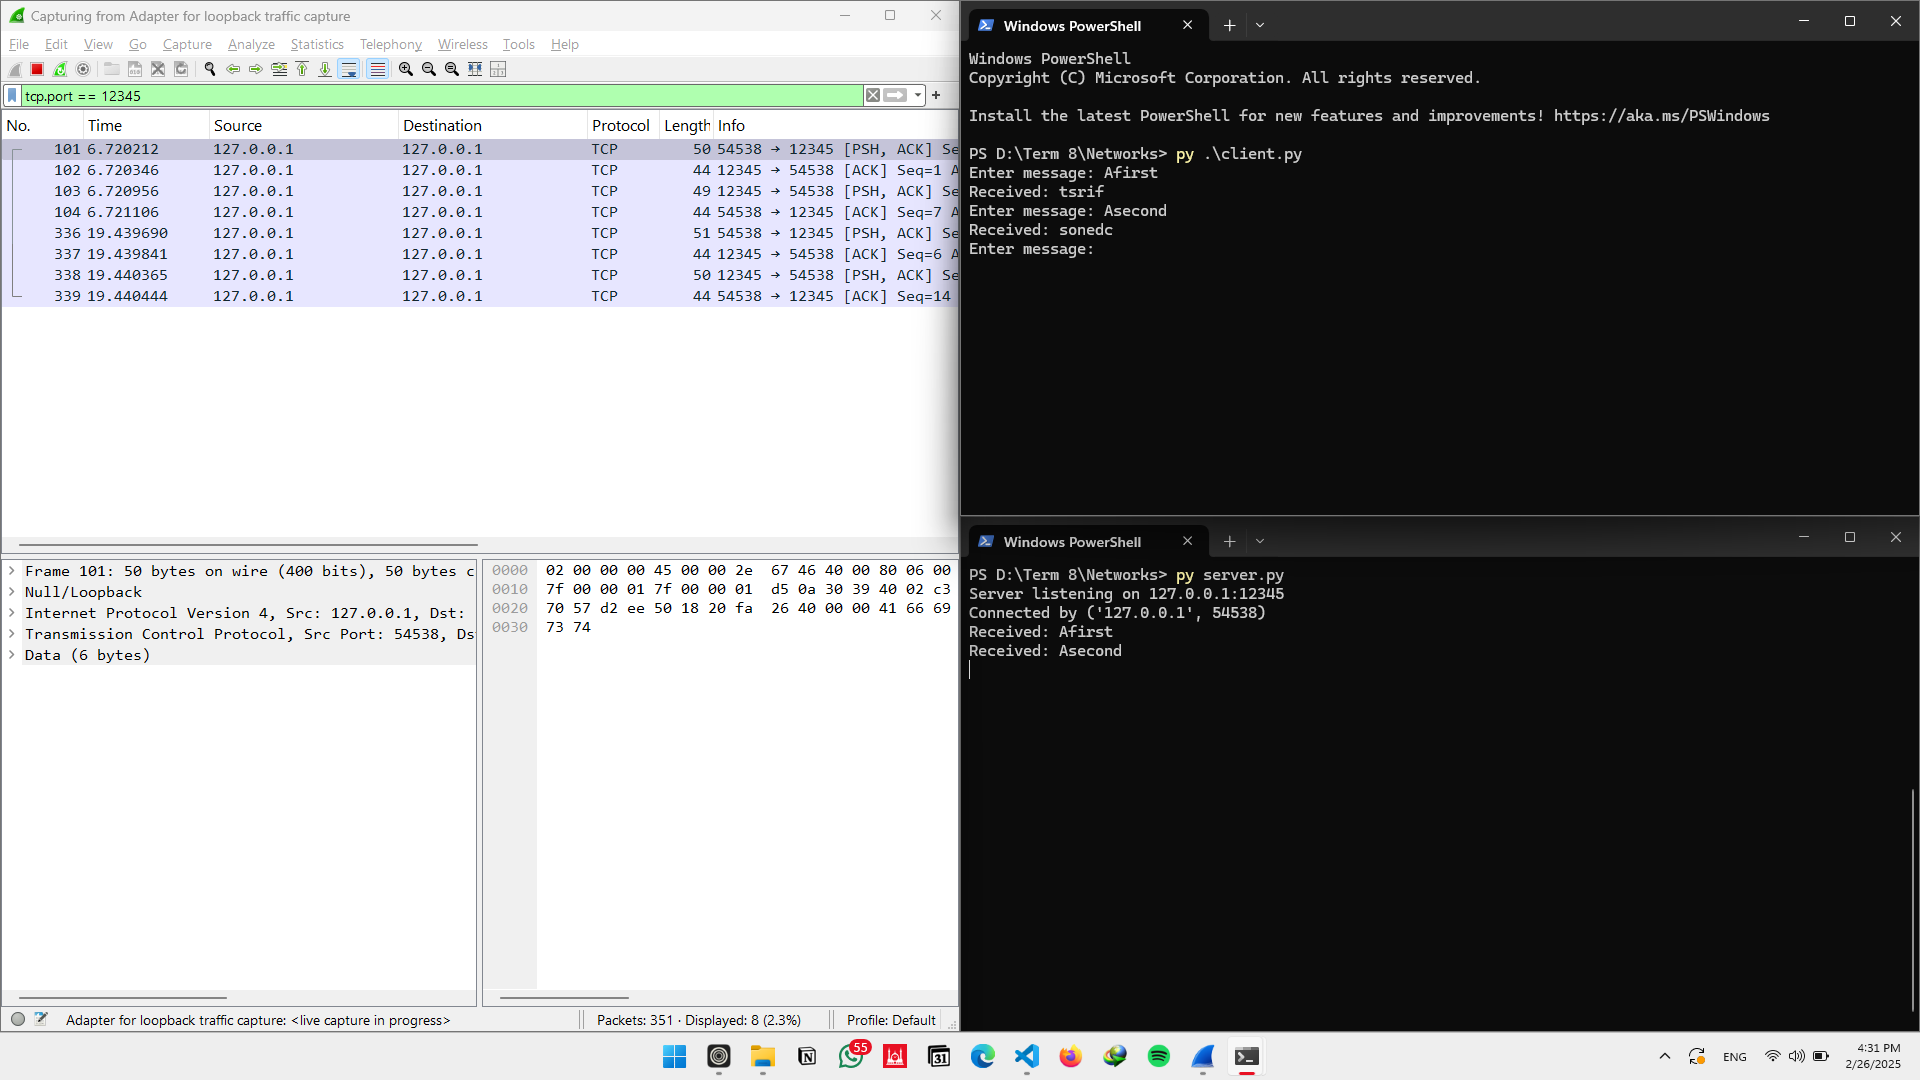 Capturing from Adapter for loopback traffic capture
File Edit View Go Capture Analyze Statistics Telephony Wireless Tools Help
tcp.port == 12345
No. Time Source Destination Protocol Length Info
101 6.720212 127.0.0.1 127.0.0.1 TCP 50 54538 → 12345 [PSH, ACK] Se
102 6.720346 127.0.0.1 127.0.0.1 TCP 44 12345 → 54538 [ACK] Seq=1 A
103 6.720956 127.0.0.1 127.0.0.1 TCP 49 12345 → 54538 [PSH, ACK] Se
104 6.721106 127.0.0.1 127.0.0.1 TCP 44 54538 → 12345 [ACK] Seq=7 A
336 19.439690 127.0.0.1 127.0.0.1 TCP 51 54538 → 12345 [PSH, ACK] Se
337 19.439841 127.0.0.1 127.0.0.1 TCP 44 12345 → 54538 [ACK] Seq=6 A
338 19.440365 127.0.0.1 127.0.0.1 TCP 50 12345 → 54538 [PSH, ACK] Se
339 19.440444 127.0.0.1 127.0.0.1 TCP 44 54538 → 12345 [ACK] Seq=14
Frame 101: 50 bytes on wire (400 bits), 50 bytes c
Null/Loopback
Internet Protocol Version 4, Src: 127.0.0.1, Dst:
Transmission Control Protocol, Src Port: 54538, Ds
Data (6 bytes)
0000 02 00 00 00 45 00 00 2e 67 46 40 00 80 06 00
0010 7f 00 00 01 7f 00 00 01 d5 0a 30 39 40 02 c3
0020 70 57 d2 ee 50 18 20 fa 26 40 00 00 41 66 69
0030 73 74
Adapter for loopback traffic capture: <live capture in progress>
Packets: 351 · Displayed: 8 (2.3%)
Profile: Default
Windows PowerShell
Windows PowerShell
Copyright (C) Microsoft Corporation. All rights reserved.
Install the latest PowerShell for new features and improvements! https://aka.ms/PSWindows
PS D:\Term 8\Networks> py .\client.py
Enter message: Afirst
Received: tsrif
Enter message: Asecond
Received: sonedc
Enter message:
Windows PowerShell
PS D:\Term 8\Networks> py server.py
Server listening on 127.0.0.1:12345
Connected by ('127.0.0.1', 54538)
Received: Afirst
Received: Asecond
55
31
ENG
4:31 PM
2/26/2025